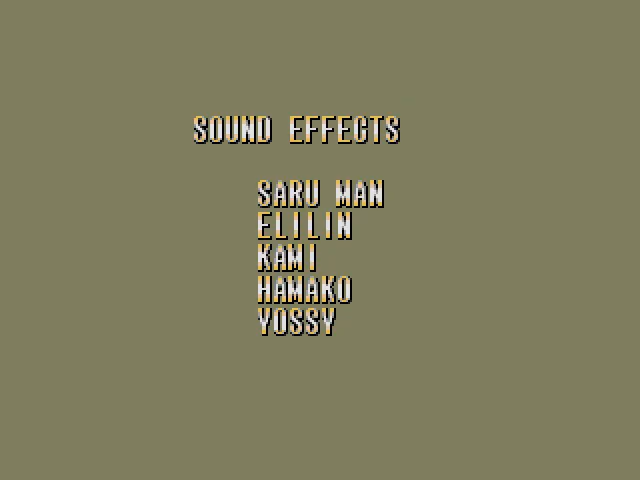 SOUND EFFECTS
SARU MAN
ELILIN
KAMI
HAMAKO
YOSSY